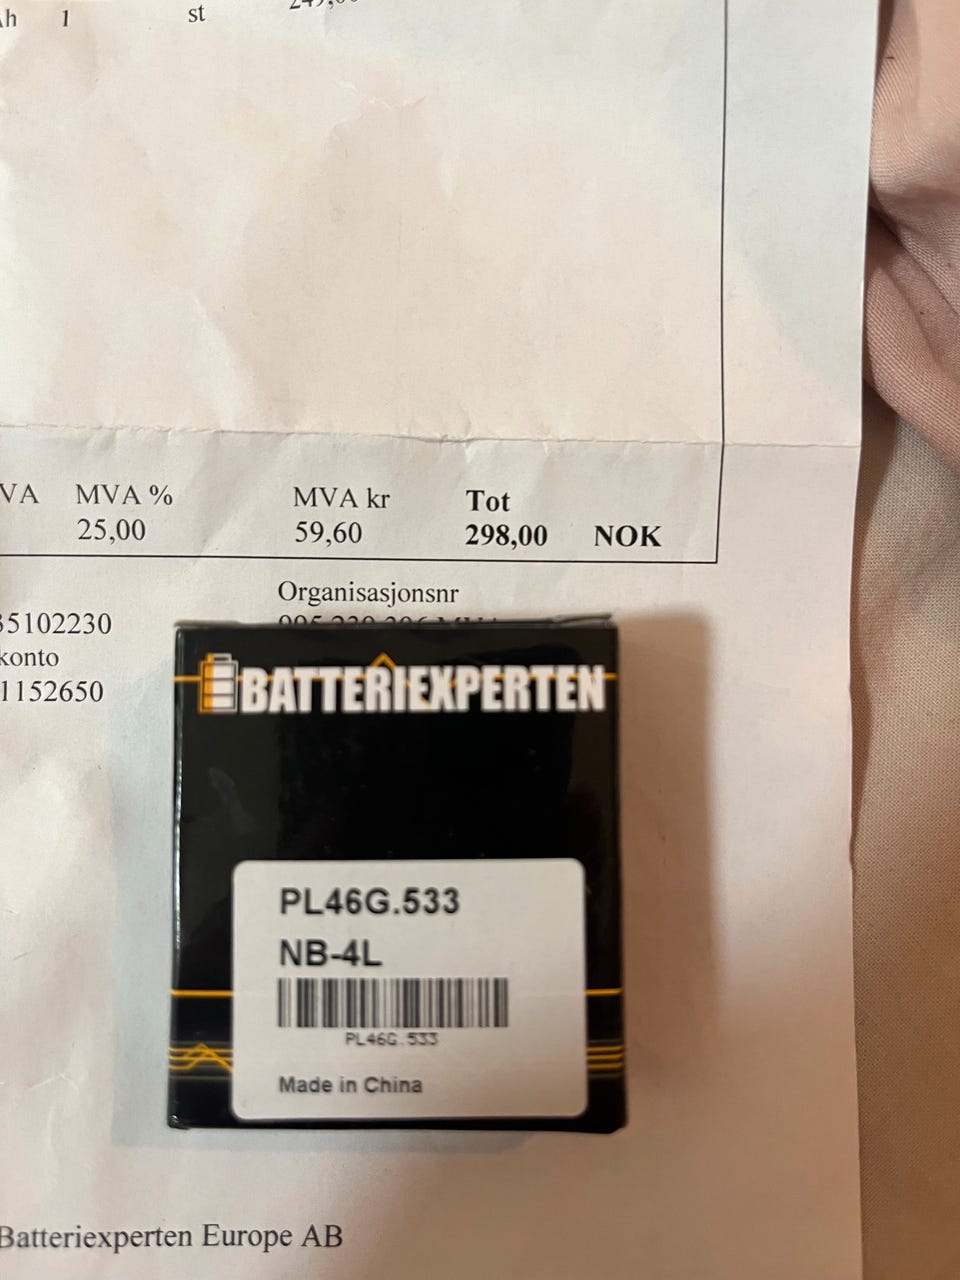 1 st
VA MVA % MVA kr Tot
25,00 59,60 298,00 NOK
Organisasjonsnr
35102230
konto
1152650
BATTERIEXPERTEN
PL46G.533
NB-4L
PL46G.533
Made in China
Batteriexperten Europe AB